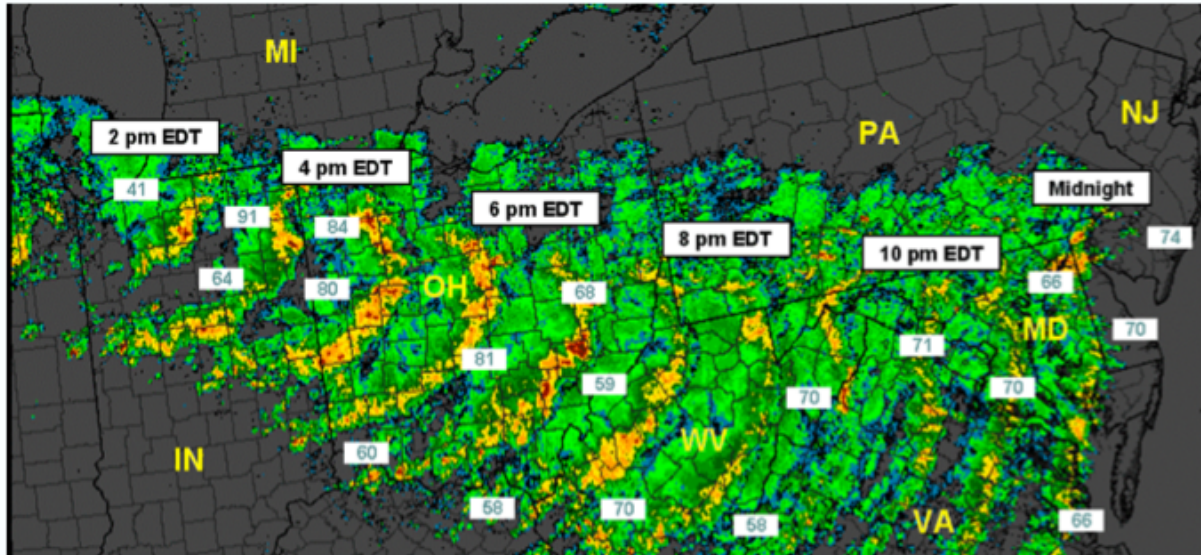 MI
NJ
PA
2 pm EDT
4 pm EDT
41
Midnight
6 pm EDT
91
84
8 pm EDT
74
10 pm EDT
64
80
OH
68
66
70
MD
71
81
59
70
70
WV
IN
60
58
70
58
VA
66